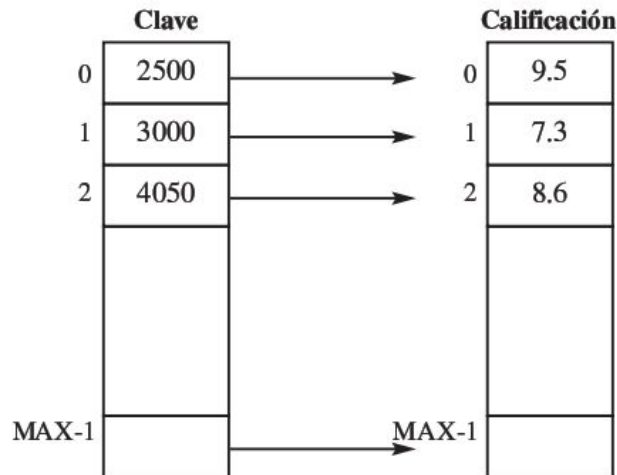 Clave Calificación
0 2500 0 9.5
1 3000 1 7.3
2 4050 2 8.6
MAX-1 MAX-1